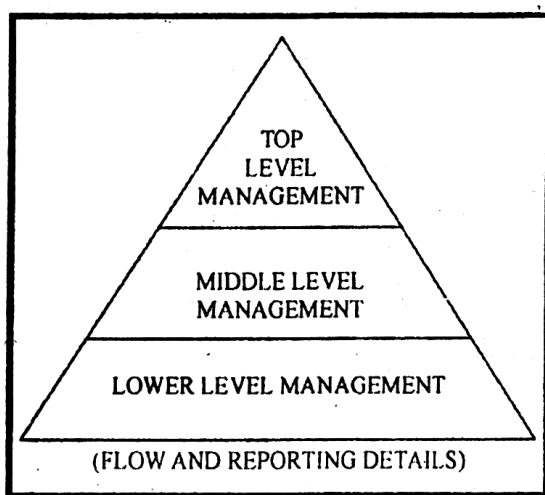 TOP
LEVEL
MANAGEMENT
MIDDLE LEVEL
MANAGEMENT
LOWER LEVEL MANAGEMENT
(FLOW AND REPORTING DETAILS)